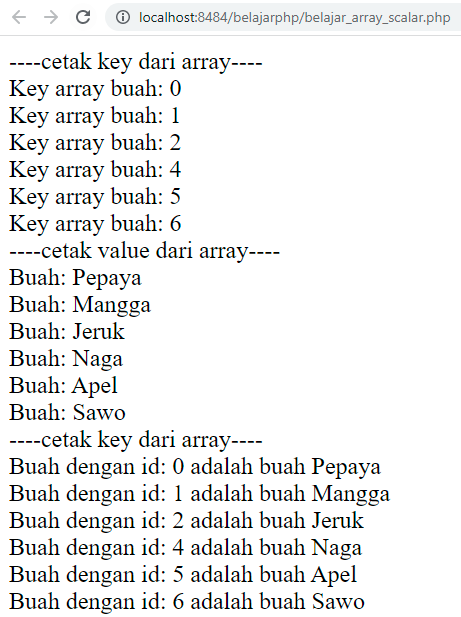 localhost:8484/belajarphp/belajar_array_scalar.php
----cetak key dari array----
Key array buah: 0
Key array buah: 1
Key array buah: 2
Key array buah: 4
Key array buah: 5
Key array buah: 6
----cetak value dari array----
Buah: Pepaya
Buah: Mangga
Buah: Jeruk
Buah: Naga
Buah: Apel
Buah: Sawo
----cetak key dari array----
Buah dengan id: 0 adalah buah Pepaya
Buah dengan id: 1 adalah buah Mangga
Buah dengan id: 2 adalah buah Jeruk
Buah dengan id: 4 adalah buah Naga
Buah dengan id: 5 adalah buah Apel
Buah dengan id: 6 adalah buah Sawo